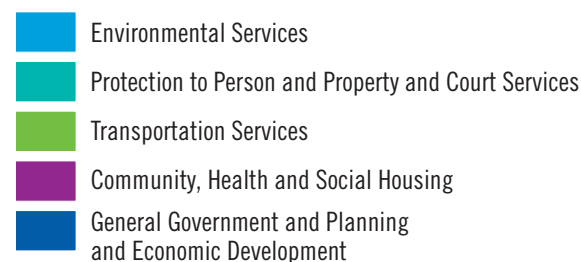 Environmental Services
Protection to Person and Property and Court Services
Transportation Services
Community, Health and Social Housing
General Government and Planning
and Economic Development